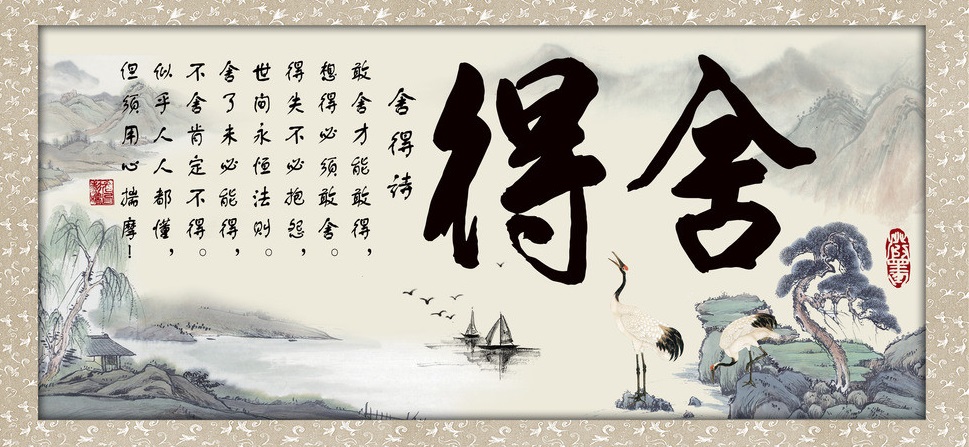 舍得
舍得诗
敢舍才能敢得，
想得必须敢舍。
得失不必抱怨，
世间永恒法则。
舍了未必能得，
不舍肯定不得。
似乎人人都懂，
但须用心揣摩！